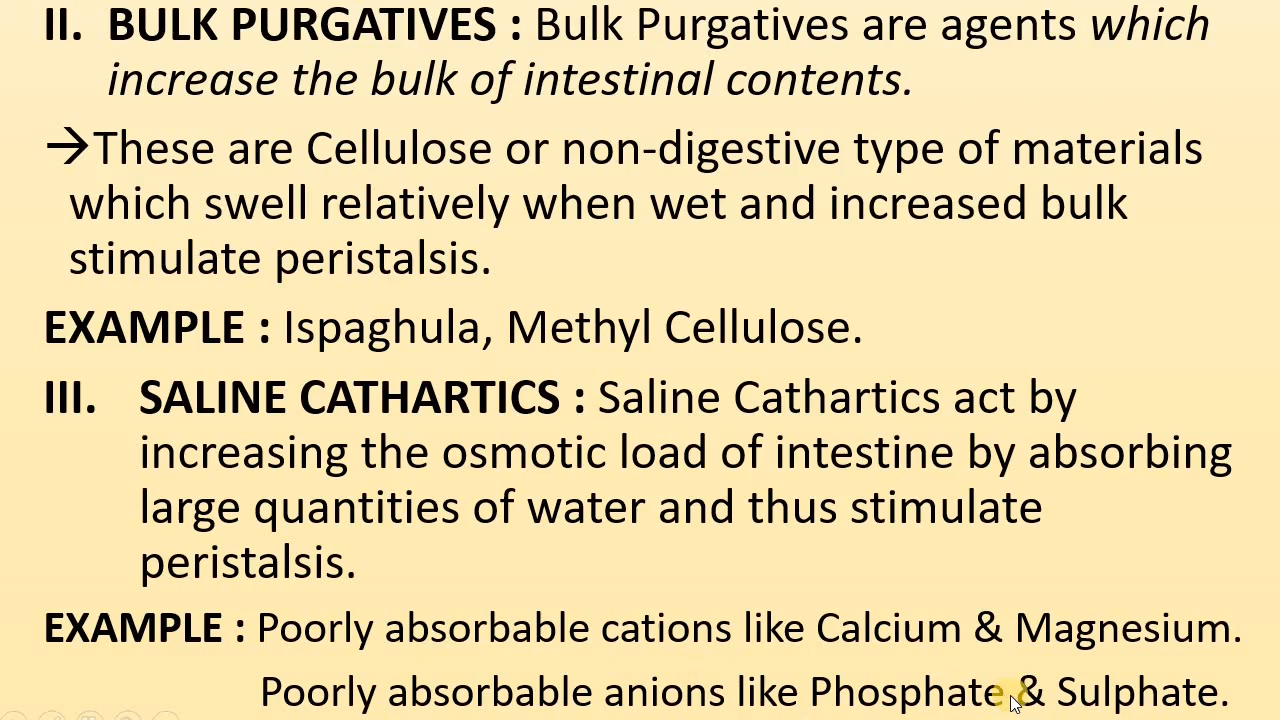 II. BULK PURGATIVES : Bulk Purgatives are agents which
increase the bulk of intestinal contents.
→These are Cellulose or non-digestive type of materials
which swell relatively when wet and increased bulk
stimulate peristalsis.
EXAMPLE : Ispaghula, Methyl Cellulose.
III. SALINE CATHARTICS : Saline Cathartics act by
increasing the osmotic load of intestine by absorbing
large quantities of water and thus stimulate
peristalsis.
EXAMPLE : Poorly absorbable cations like Calcium & Magnesium.
Poorly absorbable anions like Phosphate & Sulphate.